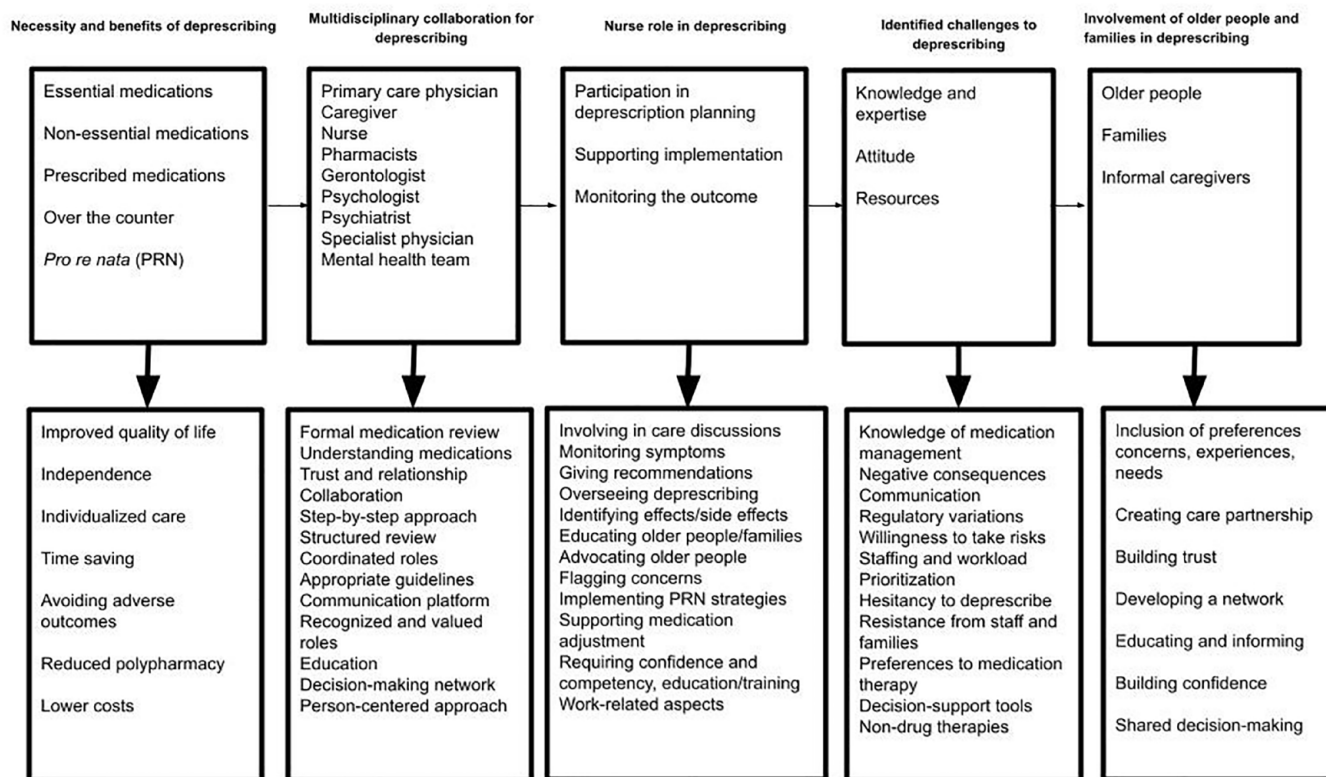 Necessity and benefits of deprescribing
Multidisciplinary collaboration for
deprescribing
Nurse role in deprescribing
Identified challenges to
deprescribing
Involvement of older people and
families in deprescribing
Essential medications
Non-essential medications
Prescribed medications
Over the counter
Pro re nata (PRN)
Primary care physician
Caregiver
Nurse
Pharmacists
Gerontologist
Psychologist
Psychiatrist
Specialist physician
Mental health team
Participation in
deprescription planning
Supporting implementation
Monitoring the outcome
Knowledge and
expertise
Attitude
Resources
Older people
Families
Informal caregivers
Improved quality of life
Independence
Individualized care
Time saving
Avoiding adverse
outcomes
Reduced polypharmacy
Lower costs
Formal medication review
Understanding medications
Trust and relationship
Collaboration
Step-by-step approach
Structured review
Coordinated roles
Appropriate guidelines
Communication platform
Recognized and valued
roles
Education
Decision-making network
Person-centered approach
Involving in care discussions
Monitoring symptoms
Giving recommendations
Overseeing deprescribing
Identifying effects/side effects
Educating older people/families
Advocating older people
Flagging concerns
Implementing PRN strategies
Supporting medication
adjustment
Requiring confidence and
competency, education/training
Work-related aspects
Knowledge of medication
management
Negative consequences
Communication
Regulatory variations
Willingness to take risks
Staffing and workload
Prioritization
Hesitancy to deprescribe
Resistance from staff and
families
Preferences to medication
therapy
Decision-support tools
Non-drug therapies
Inclusion of preferences
concerns, experiences,
needs
Creating care partnership
Building trust
Developing a network
Educating and informing
Building confidence
Shared decision-making